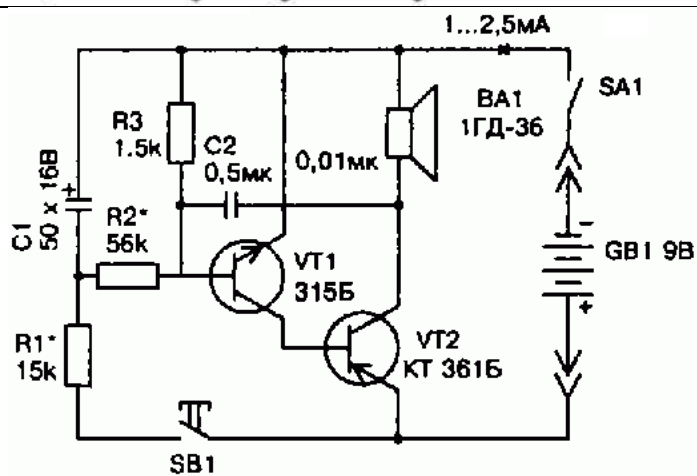 1...2,5мА
SA1
BA1
1ГД-36
R3
1.5k
C2
0,5мк
0,01мк
C1
50 x 16В
+
R2*
56k
VT1
315Б
-
GB1 9В
+
R1*
15k
VT2
КТ 361Б
SB1